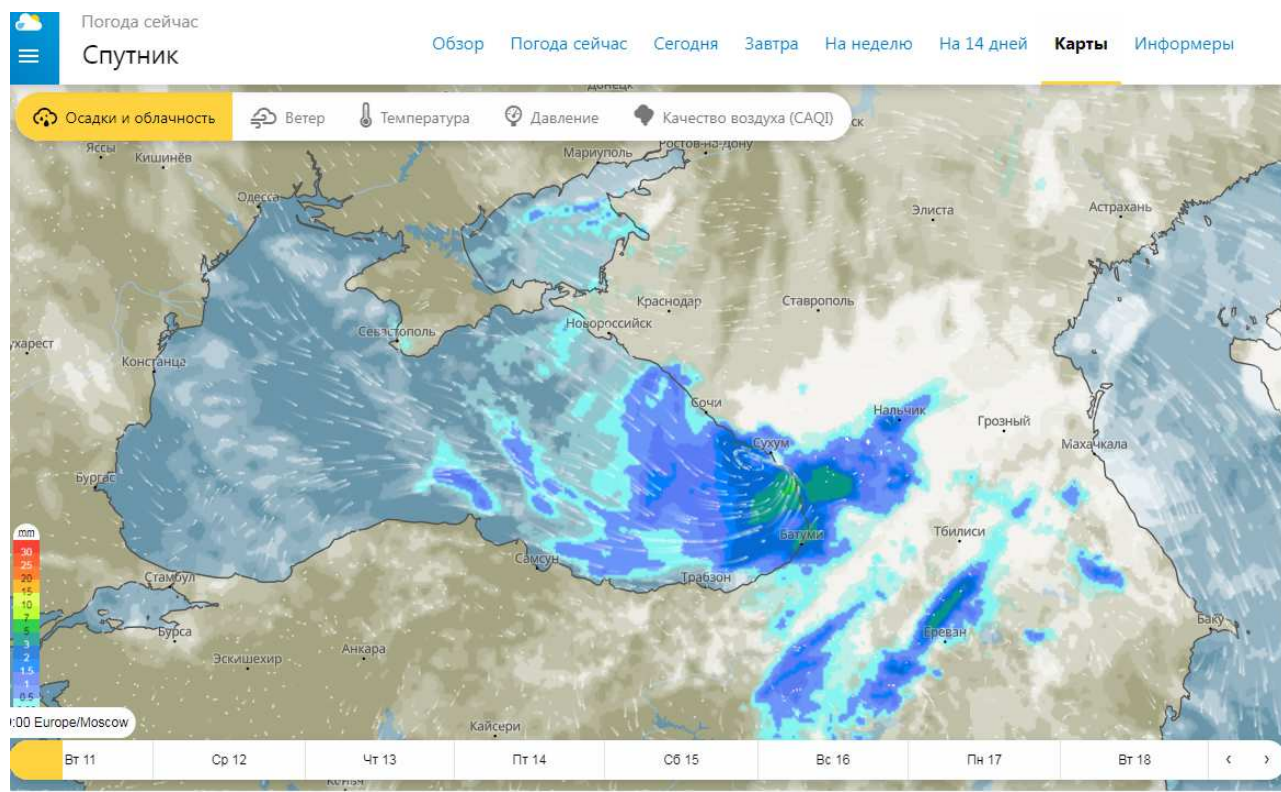 Погода сейчас
Спутник
Обзор Погода сейчас Сегодня Завтра На неделю На 14 дней Карты Информеры
Осадки и облачность Ветер Температура Давление Качество воздуха (CAQI)
Донецк
ск
Яссы
Кишинёв
Мариуполь
Ростов-на-Дону
Одесса
Элиста
Астрахань
Краснодар
Ставрополь
Новороссийск
Севастополь
ухарест
Констанца
Сочи
Нальчик
Грозный
Сухум
Махачкала
Бургас
Батуми
Тбилиси
Самсун
Трабзон
Стамбул
Бурса
Ереван
Баку
Анкара
Эскишехир
Кайсери
mm
30
25
20
15
10
7
5
3
2
1.5
1
0.5
:00 Europe/Moscow
Вт 11 Ср 12 Чт 13 Пт 14 Сб 15 Вс 16 Пн 17 Вт 18 ‹ ›